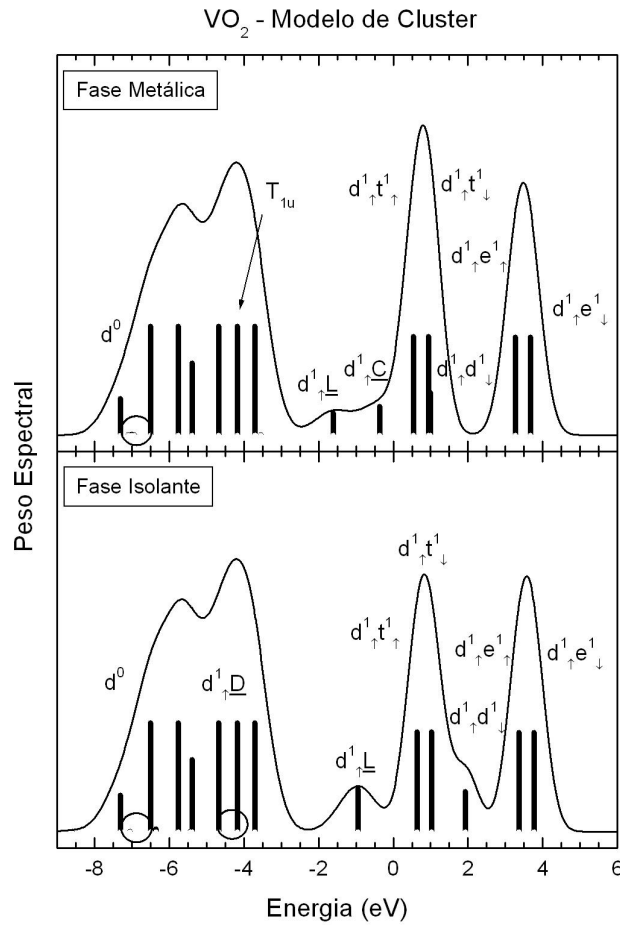 VO₂ - Modelo de Cluster
Peso Espectral
Fase Metálica
T₁ᵤ
d¹↑t¹↑
d¹↑t¹↓
d¹↑e¹↑
d¹↑e¹↓
d⁰
d¹↑L
d¹↑C
d¹↑d¹↓
Fase Isolante
d¹↑t¹↓
d¹↑t¹↑
d¹↑e¹↑
d¹↑e¹↓
d⁰
d¹↑D
d¹↑d¹↓
d¹↑L
-8 -6 -4 -2 0 2 4 6
Energia (eV)